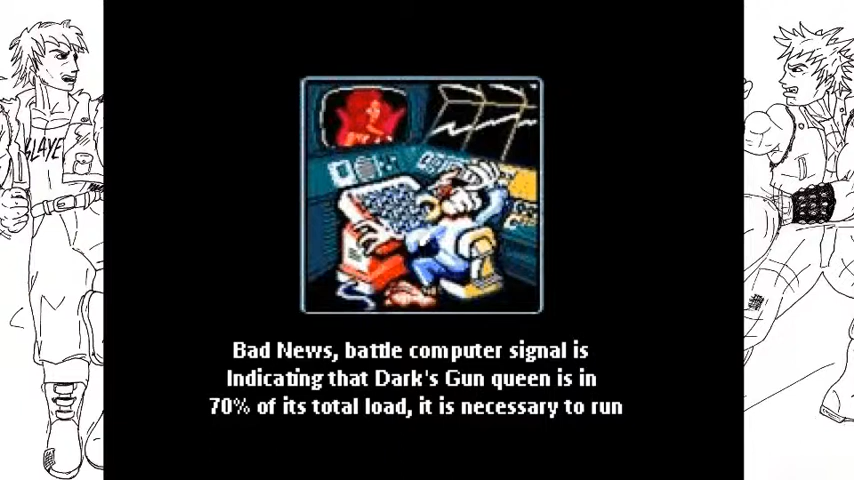 SLAYE
Bad News, battle computer signal is
Indicating that Dark's Gun queen is in
70% of its total load, it is necessary to run